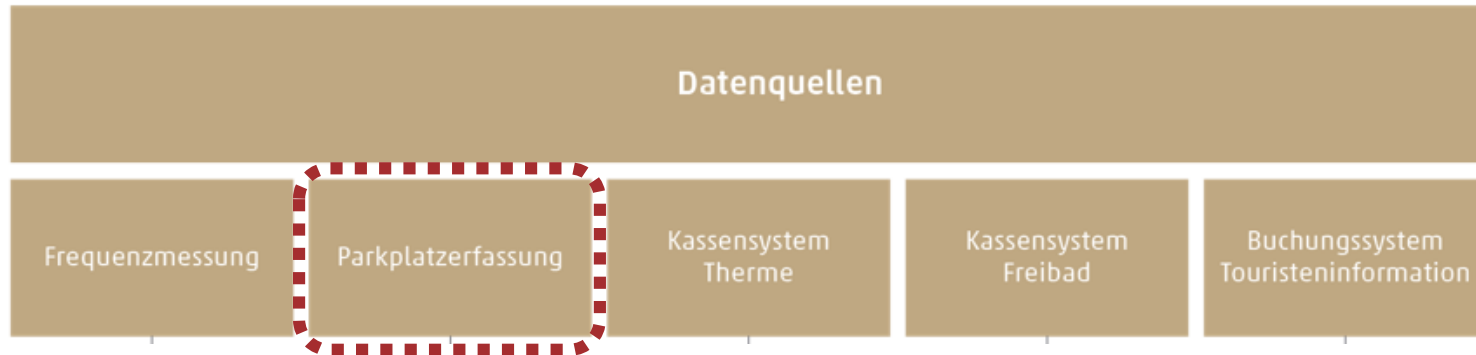 Datenquellen
Frequenzmessung
Parkplatzerfassung
Kassensystem
Therme
Kassensystem
Freibad
Buchungssystem
Touristeninformation